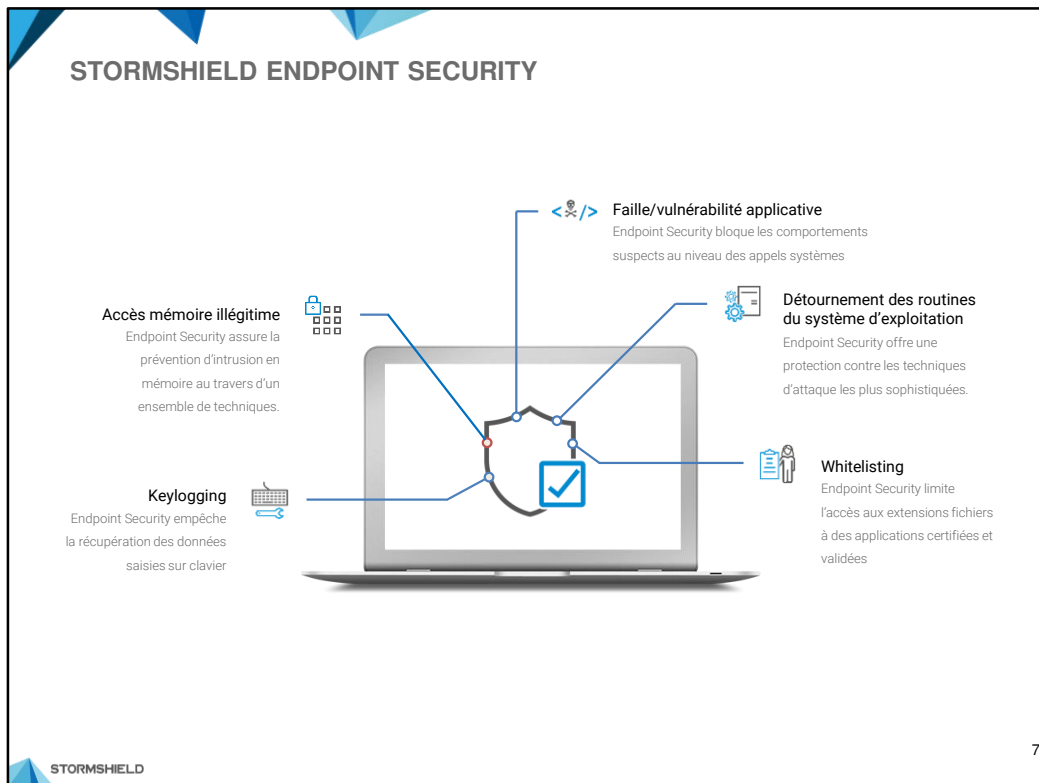 STORMSHIELD ENDPOINT SECURITY
Faille/vulnérabilité applicative
Endpoint Security bloque les comportements
suspects au niveau des appels systèmes
Accès mémoire illégitime
Endpoint Security assure la
prévention d'intrusion en
mémoire au travers d'un
ensemble de techniques.
Détournement des routines
du système d'exploitation
Endpoint Security offre une
protection contre les techniques
d'attaque les plus sophistiquées.
Keylogging
Endpoint Security empêche
la récupération des données
saisies sur clavier
Whitelisting
Endpoint Security limite
l'accès aux extensions fichiers
à des applications certifiées et
validées
STORMSHIELD
7